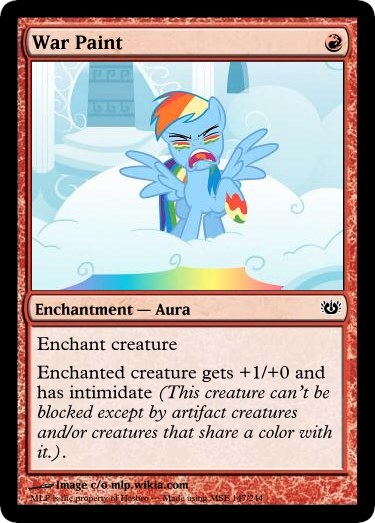 War Paint
Enchantment — Aura
Enchant creature
Enchanted creature gets +1/+0 and
has intimidate (This creature can't be
blocked except by artifact creatures
and/or creatures that share a color with
it.).
Image c/o mlp.wikia.com
MLP is the property of Hasbro — Made using MSE 147/244